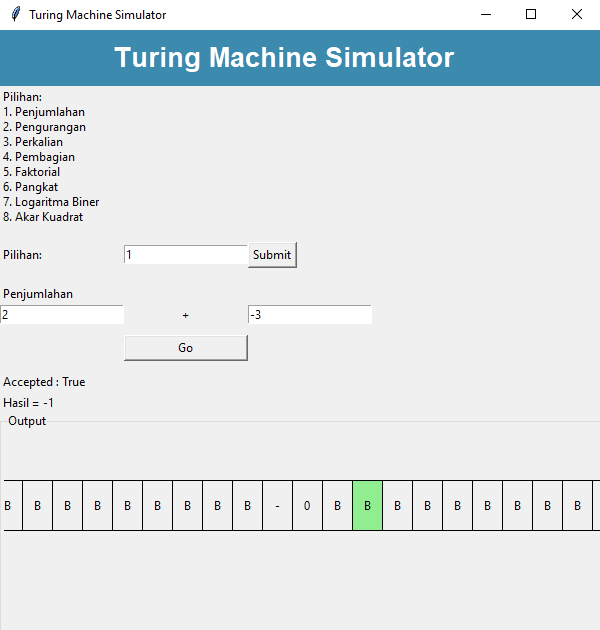 Turing Machine Simulator
Turing Machine Simulator
Pilihan:
1. Penjumlahan
2. Pengurangan
3. Perkalian
4. Pembagian
5. Faktorial
6. Pangkat
7. Logaritma Biner
8. Akar Kuadrat
Pilihan: 1 Submit
Penjumlahan
2 + -3
Go
Accepted : True
Hasil = -1
Output
B B B B B B B B B - 0 B B B B B B B B B